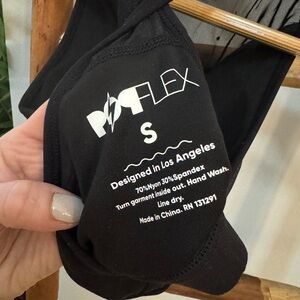 POPFLEX
S
Designed in Los Angeles
70%Nylon 30%Spandex
Turn garment inside out. Hand Wash.
Line dry.
Made in China. RN 131291